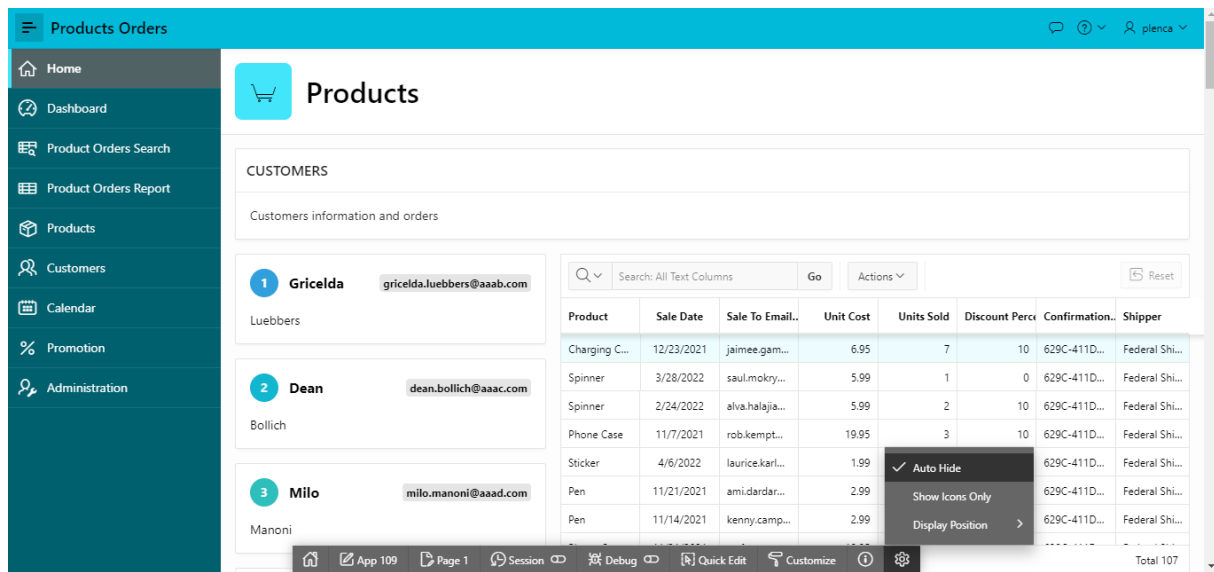 Products Orders
plenca
Home
Dashboard
Product Orders Search
Product Orders Report
Products
Customers
Calendar
Promotion
Administration
Products
CUSTOMERS
Customers information and orders
1 Gricelda gricelda.luebbers@aaab.com
Luebbers
2 Dean dean.bollich@aaac.com
Bollich
3 Milo milo.manoni@aaad.com
Manoni
Search: All Text Columns Go Actions Reset
Product Sale Date Sale To Email.. Unit Cost Units Sold Discount Perce Confirmation.. Shipper
Charging C... 12/23/2021 jaimee.gam... 6.95 7 10 629C-411D... Federal Shi...
Spinner 3/28/2022 saul.mokry... 5.99 1 0 629C-411D... Federal Shi...
Spinner 2/24/2022 alva.halajia... 5.99 2 10 629C-411D... Federal Shi...
Phone Case 11/7/2021 rob.kempt... 19.95 3 10 629C-411D... Federal Shi...
Sticker 4/6/2022 laurice.karl... 1.99 629C-411D... Federal Shi...
Pen 11/21/2021 ami.dardar... 2.99 629C-411D... Federal Shi...
Pen 11/14/2021 kenny.camp... 2.99 629C-411D... Federal Shi...
Auto Hide
Show Icons Only
Display Position
App 109 Page 1 Session Debug Quick Edit Customize
Total 107